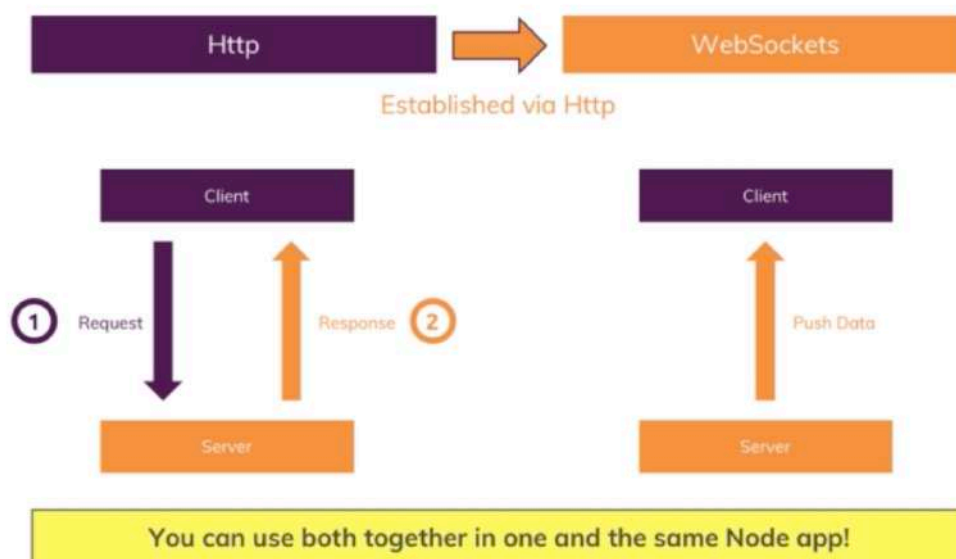 Http
WebSockets
Established via Http
Client
Client
1
Request
Response
2
Push Data
Server
Server
You can use both together in one and the same Node app!